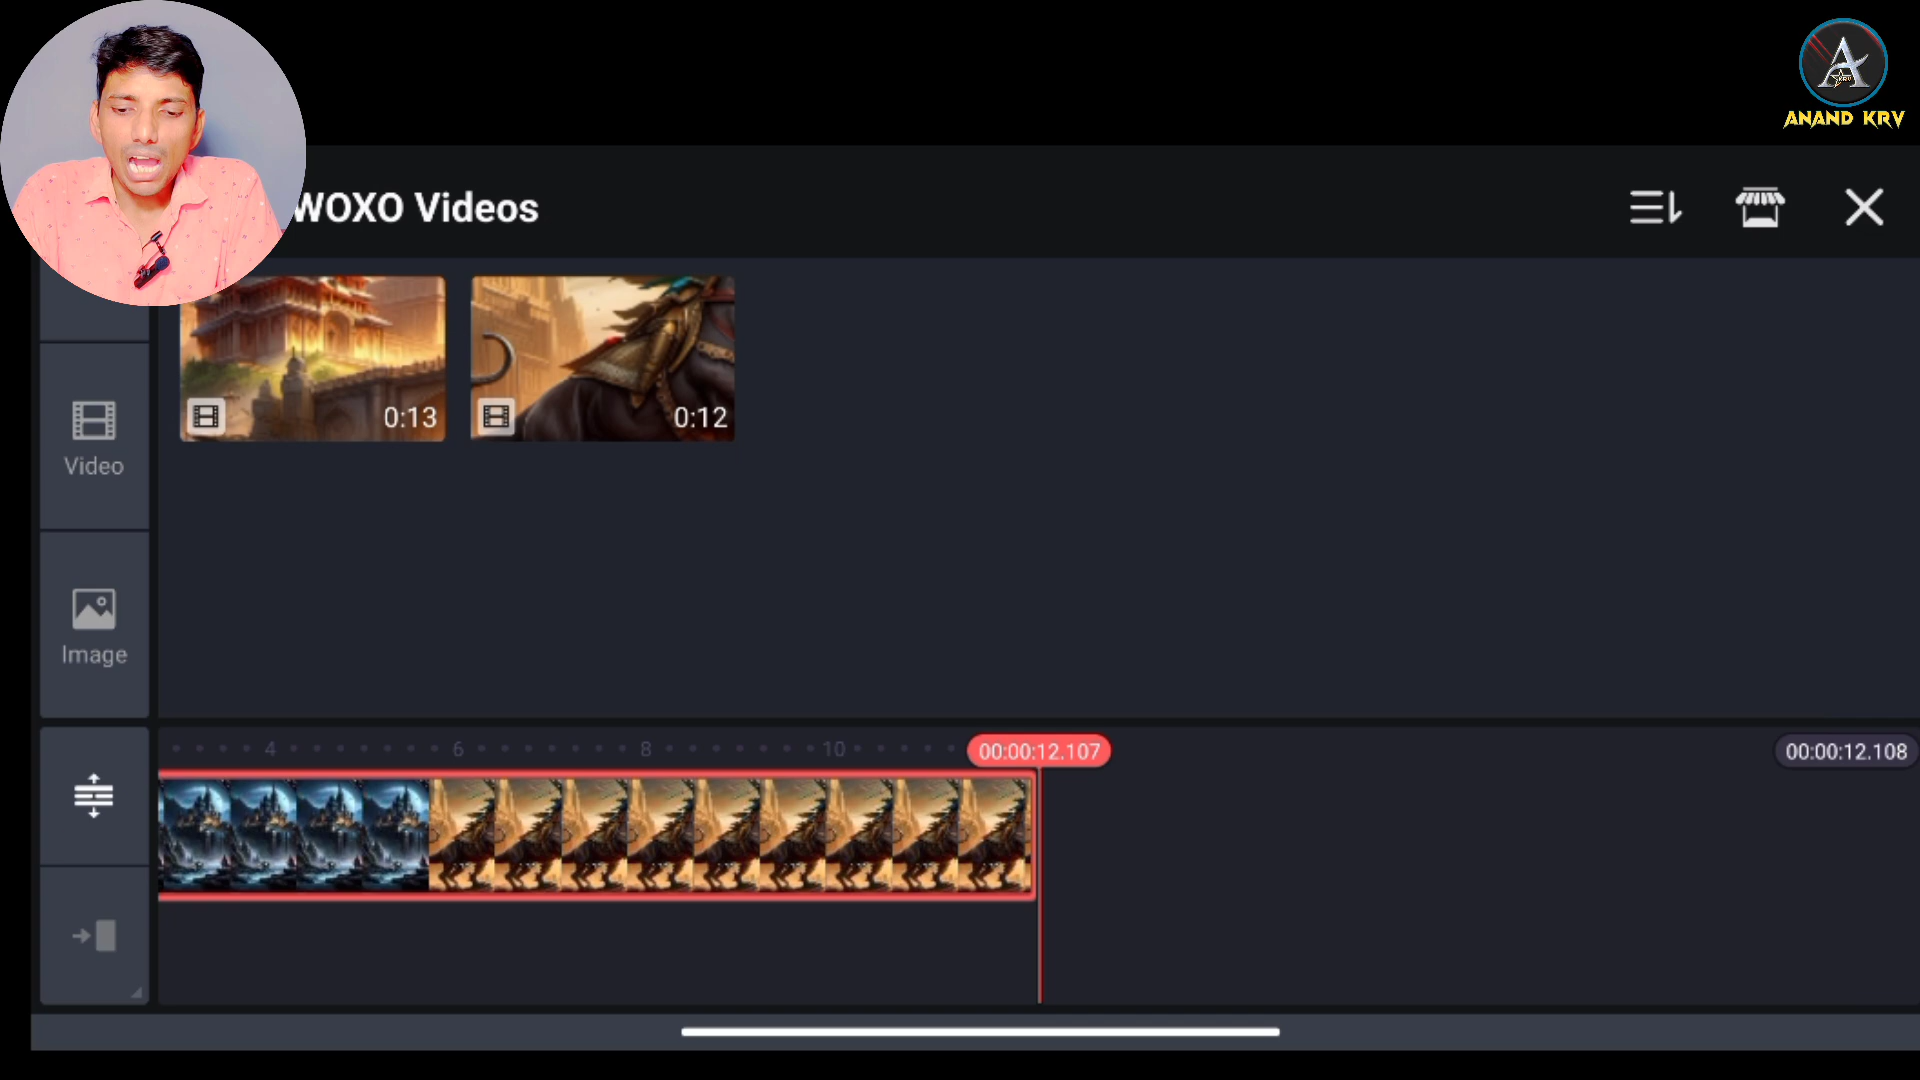 A
KRV
ANAND KRV
WOXO Videos
0:13
0:12
Video
Image
4
6
8
10
00:00:12.107
00:00:12.108